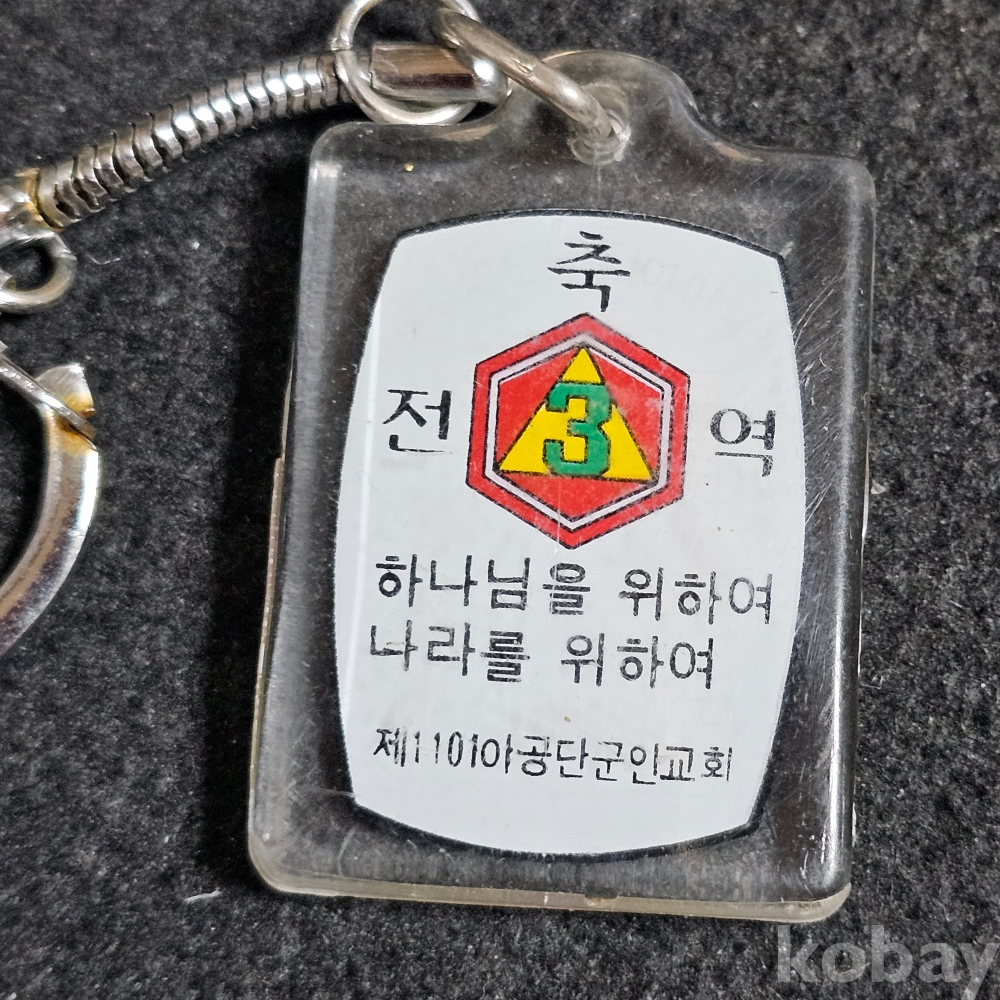 축
전 3 역
하나님을 위하여
나라를 위하여
제1101야공단군인교회
kobay